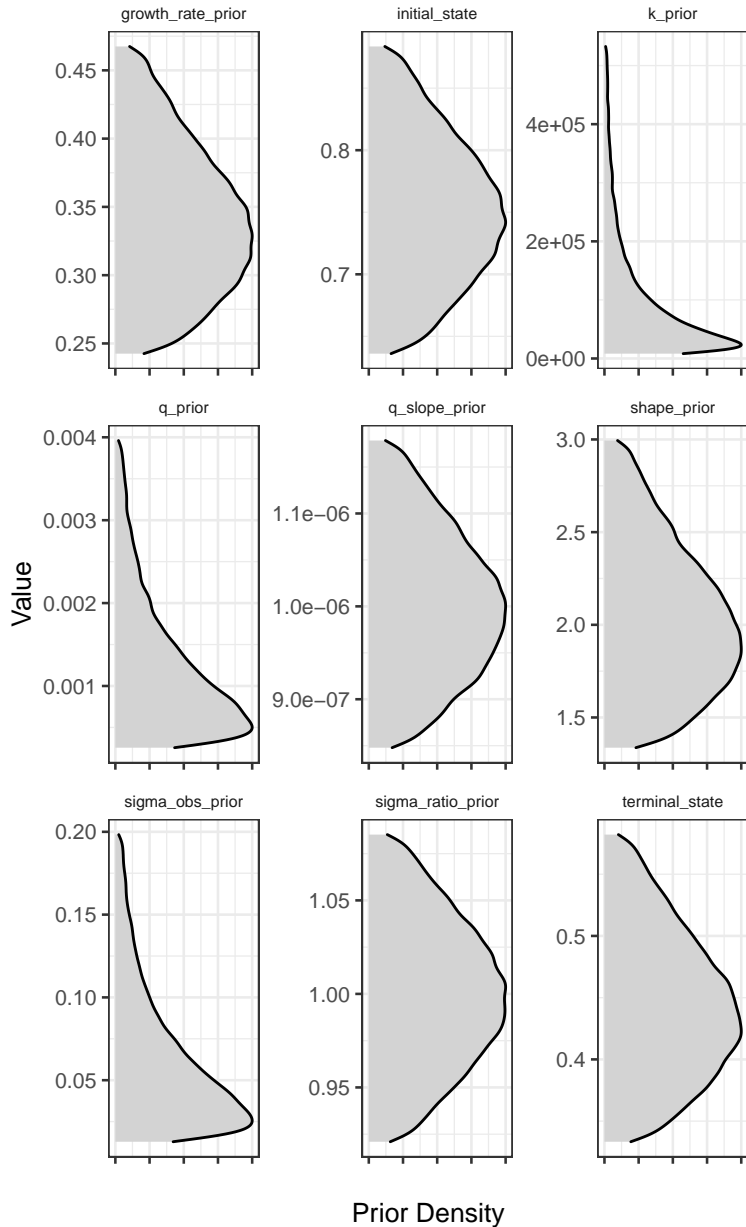 growth_rate_prior
initial_state
k_prior
0.45
0.40
0.35
0.30
0.25
0.8
0.7
4e+05
2e+05
0e+00
q_prior
q_slope_prior
shape_prior
0.004
0.003
0.002
0.001
1.1e−06
1.0e−06
9.0e−07
3.0
2.5
2.0
1.5
Value
sigma_obs_prior
sigma_ratio_prior
terminal_state
0.20
0.15
0.10
0.05
1.05
1.00
0.95
0.5
0.4
Prior Density